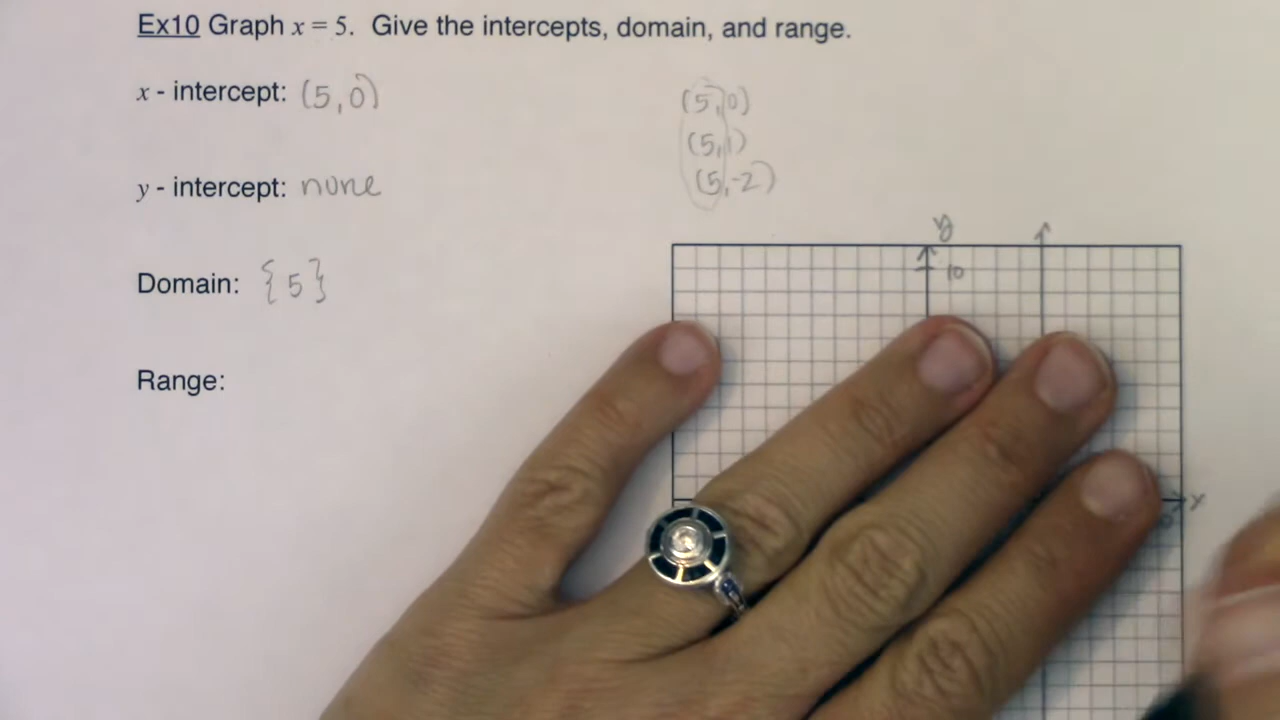 Ex10 Graph x = 5. Give the intercepts, domain, and range.
x - intercept: (5,0)
(5,0)
(5,1)
(5,-2)
y - intercept: none
y
10
Domain: {5}
Range:
x